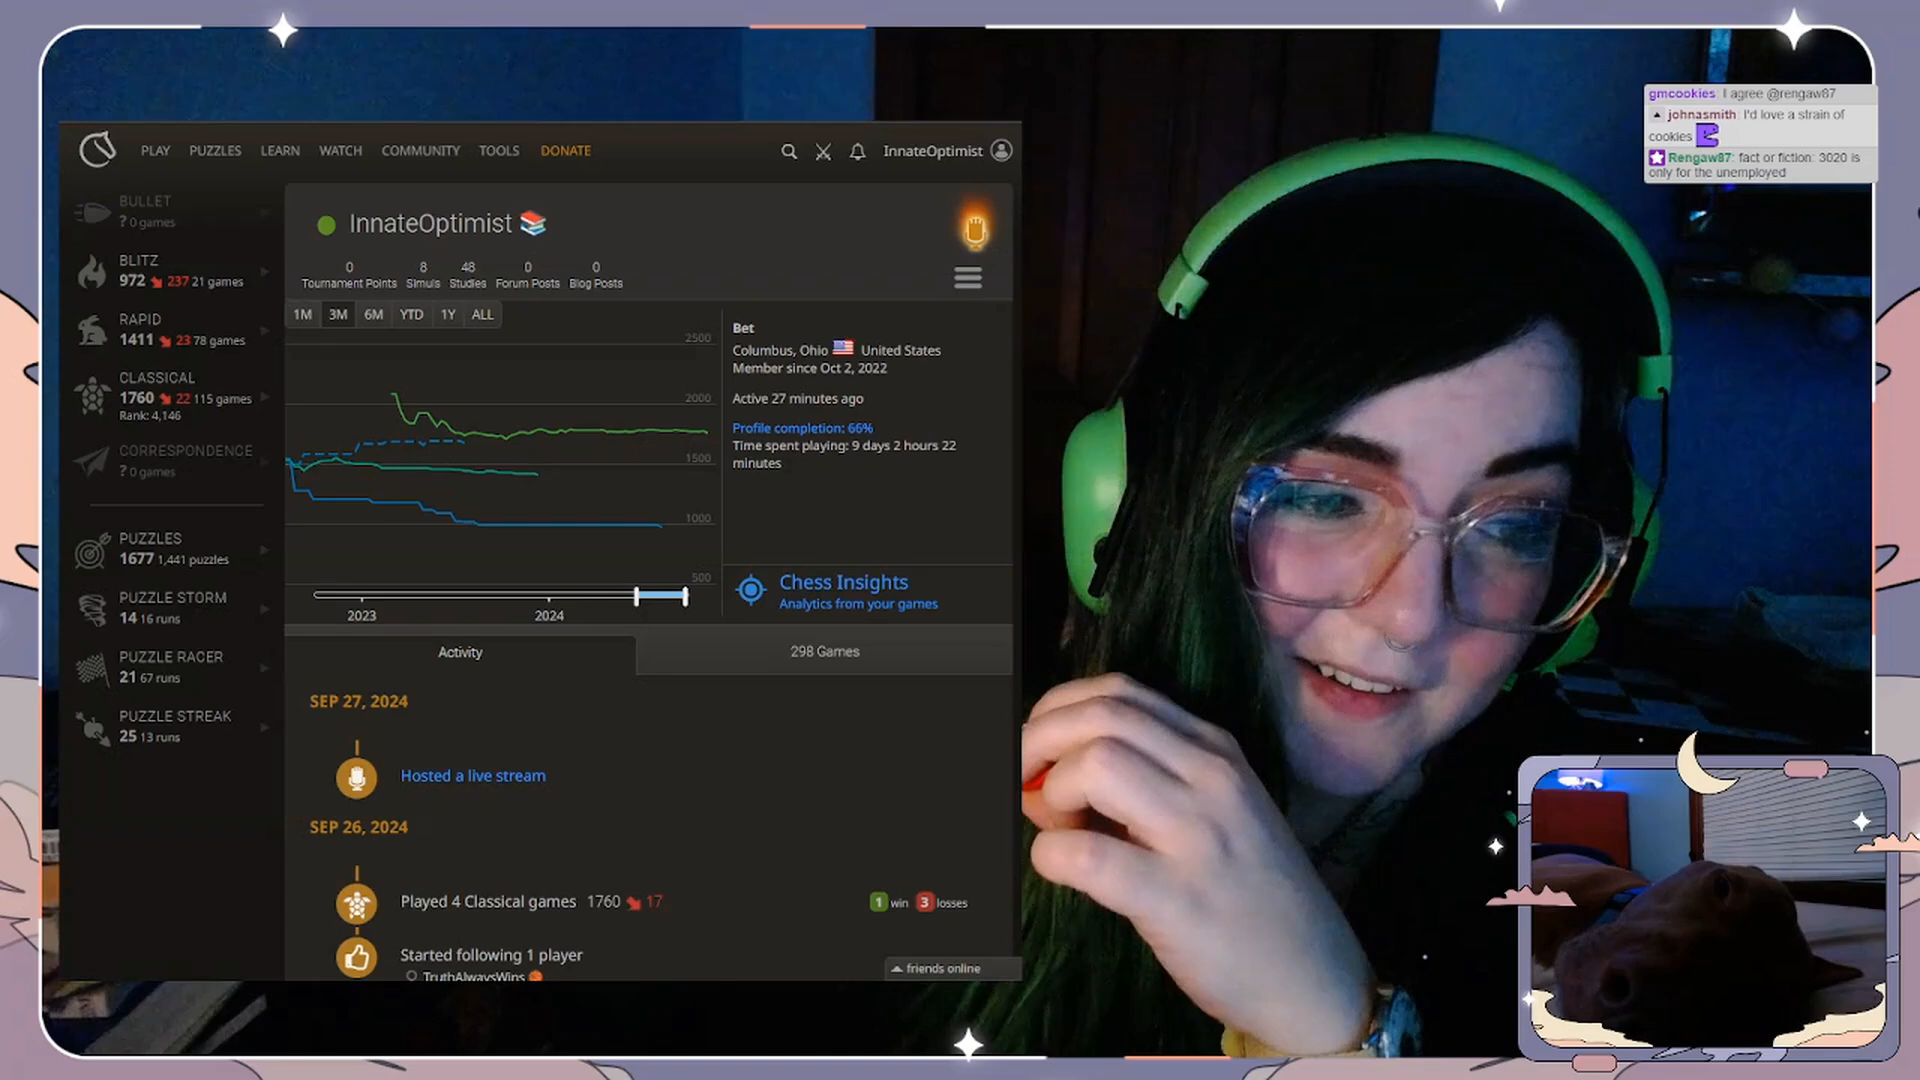 PLAY PUZZLES LEARN WATCH COMMUNITY TOOLS DONATE InnateOptimist
BULLET
? 0 games
BLITZ
972 237 21 games
RAPID
1411 23 78 games
CLASSICAL
1760 22 115 games
Rank: 4,146
CORRESPONDENCE
? 0 games
PUZZLES
1677 1,441 puzzles
PUZZLE STORM
14 16 runs
PUZZLE RACER
21 67 runs
PUZZLE STREAK
25 13 runs
InnateOptimist
0 8 48 0 0
Tournament Points Simuls Studies Forum Posts Blog Posts
1M 3M 6M YTD 1Y ALL
2500
2000
1500
1000
500
2023 2024
Bet
Columbus, Ohio United States
Member since Oct 2, 2022
Active 27 minutes ago
Profile completion: 66%
Time spent playing: 9 days 2 hours 22
minutes
Chess Insights
Analytics from your games
Activity 298 Games
SEP 27, 2024
Hosted a live stream
SEP 26, 2024
Played 4 Classical games 1760 17 1 win 3 losses
Started following 1 player
TruthAlwaysWins
friends online
gmcookies: I agree @rengaw87
johnasmith: I'd love a strain of
cookies
Rengaw87: fact or fiction: 3020 is
only for the unemployed